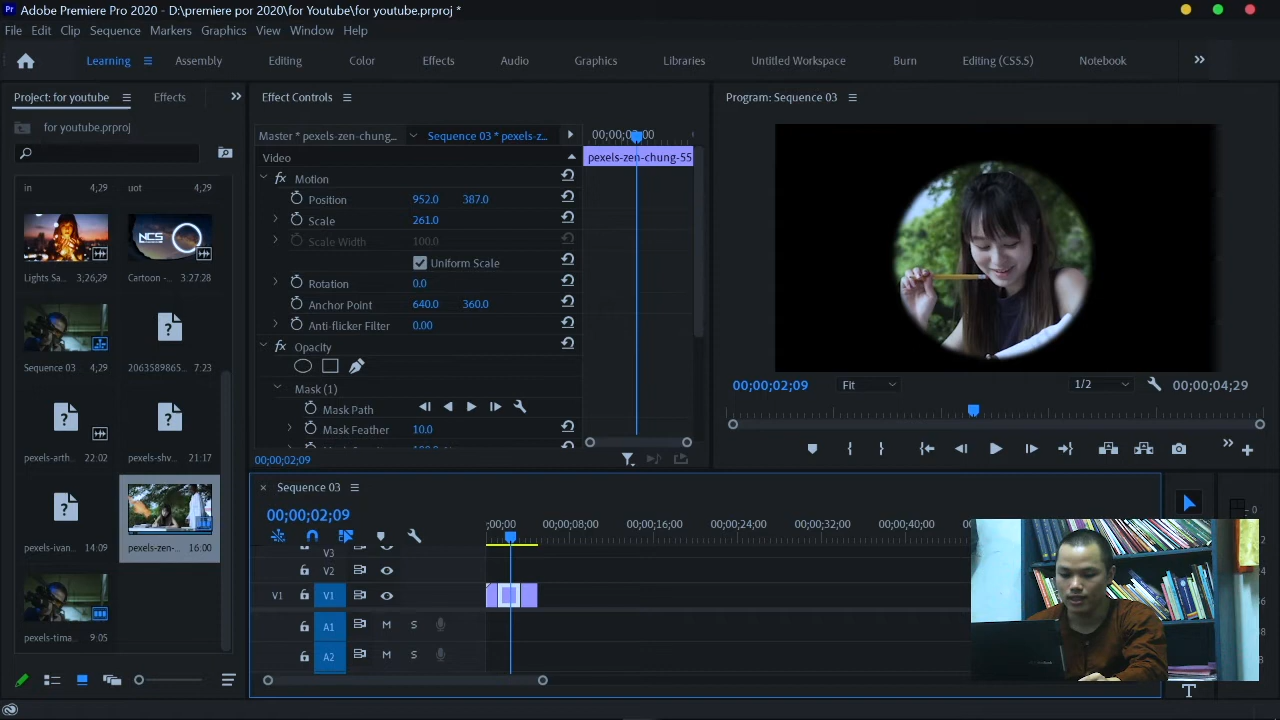 Pr Adobe Premiere Pro 2020 - D:\premiere por 2020\for Youtube\for youtube.prproj *
File Edit Clip Sequence Markers Graphics View Window Help
Learning Assembly Editing Color Effects Audio Graphics Libraries Untitled Workspace Burn Editing (CS5.5) Notebook
Project: for youtube Effects
for youtube.prproj
in 4,29 uot 4,29
NCS
Lights Sa... 3,26,29 Cartoon -... 3:27:28
Sequence 03 4,29 2063589865... 7:23
pexels-arth... 22:02 pexels-shv... 21:17
pexels-ivan... 14:09 pexels-zen-... 16:00
pexels-tima... 9:05
Effect Controls
Master * pexels-zen-chung... Sequence 03 * pexels-z...
Video
fx Motion
Position 952.0 387.0
Scale 261.0
Scale Width 100.0
Uniform Scale
Rotation 0.0
Anchor Point 640.0 360.0
Anti-flicker Filter 0.00
fx Opacity
Mask (1)
Mask Path
Mask Feather 10.0
pexels-zen-chung-55
00;00;02;09
Program: Sequence 03
00;00;02;09 Fit 1/2 00;00;04;29
Sequence 03
00;00;02;09
;00;00 00;00;08;00 00;00;16;00 00;00;24;00 00;00;32;00 00;00;40;00
V3
V2
V1 V1
A1 M S
A2 M S
0
T